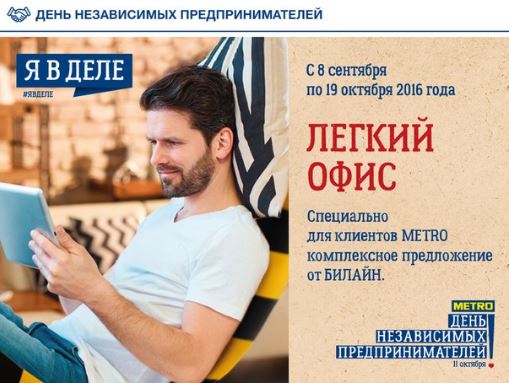 ДЕНЬ НЕЗАВИСИМЫХ ПРЕДПРИНИМАТЕЛЕЙ
Я В ДЕЛЕ
#ЯВДЕЛЕ
С 8 сентября
по 19 октября 2016 года
ЛЕГКИЙ
ОФИС
Специально
для клиентов METRO
комплексное предложение
от БИЛАЙН.
METRO
ДЕНЬ
НЕЗАВИСИМЫХ
ПРЕДПРИНИМАТЕЛЕЙ!
11 октября